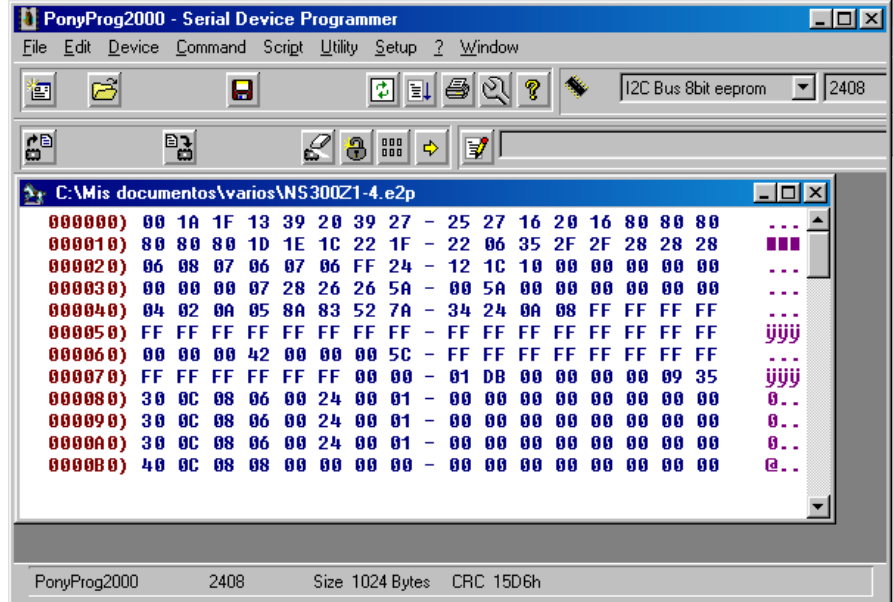 PonyProg2000 - Serial Device Programmer
File Edit Device Command Script Utility Setup ? Window
I2C Bus 8bit eeprom 2408
C:\Mis documentos\varios\NS300Z1-4.e2p
000000) 00 1A 1F 13 39 20 39 27 - 25 27 16 20 16 80 80 80 ...
000010) 80 80 80 1D 1E 1C 22 1F - 22 06 35 2F 2F 28 28 28 ■■■
000020) 06 08 07 06 07 06 FF 24 - 12 1C 10 00 00 00 00 00 ...
000030) 00 00 00 07 28 26 26 5A - 00 5A 00 00 00 00 00 00 ...
000040) 04 02 0A 05 8A 83 52 7A - 34 24 0A 08 FF FF FF FF ...
000050) FF FF FF FF FF FF FF FF - FF FF FF FF FF FF FF FF ÿÿÿ
000060) 00 00 00 42 00 00 00 5C - FF FF FF FF FF FF FF FF ...
000070) FF FF FF FF FF FF 00 00 - 01 DB 00 00 00 00 09 35 ÿÿÿ
000080) 30 0C 08 06 00 24 00 01 - 00 00 00 00 00 00 00 00 0..
000090) 30 0C 08 06 00 24 00 01 - 00 00 00 00 00 00 00 00 0..
0000A0) 30 0C 08 06 00 24 00 01 - 00 00 00 00 00 00 00 00 0..
0000B0) 40 0C 08 08 00 00 00 00 - 00 00 00 00 00 00 00 00 @..
PonyProg2000 2408 Size 1024 Bytes CRC 15D6h